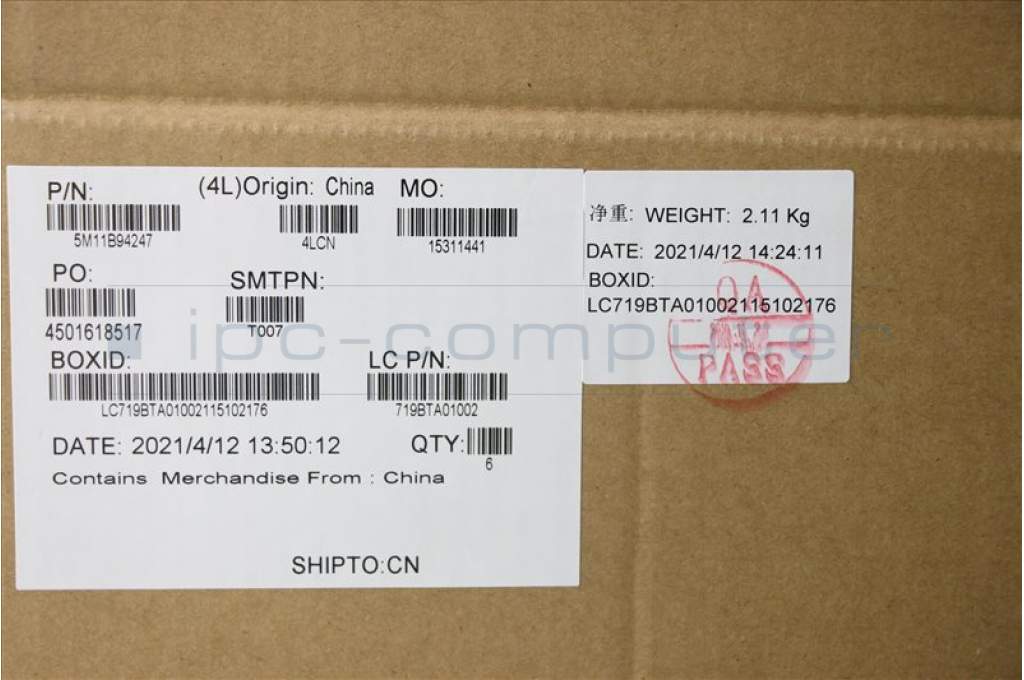 P/N:
(4L)Origin: China
MO:
5M11B94247
4LCN
15311441
PO:
SMTPN:
4501618517
T007
BOXID:
LC P/N:
LC719BTA01002115102176
719BTA01002
DATE: 2021/4/12 13:50:12
QTY:
6
Contains Merchandise From : China
SHIPTO:CN
净重: WEIGHT: 2.11 Kg
DATE: 2021/4/12 14:24:11
BOXID:
LC719BTA01002115102176
QA
PASS
ipc-computer